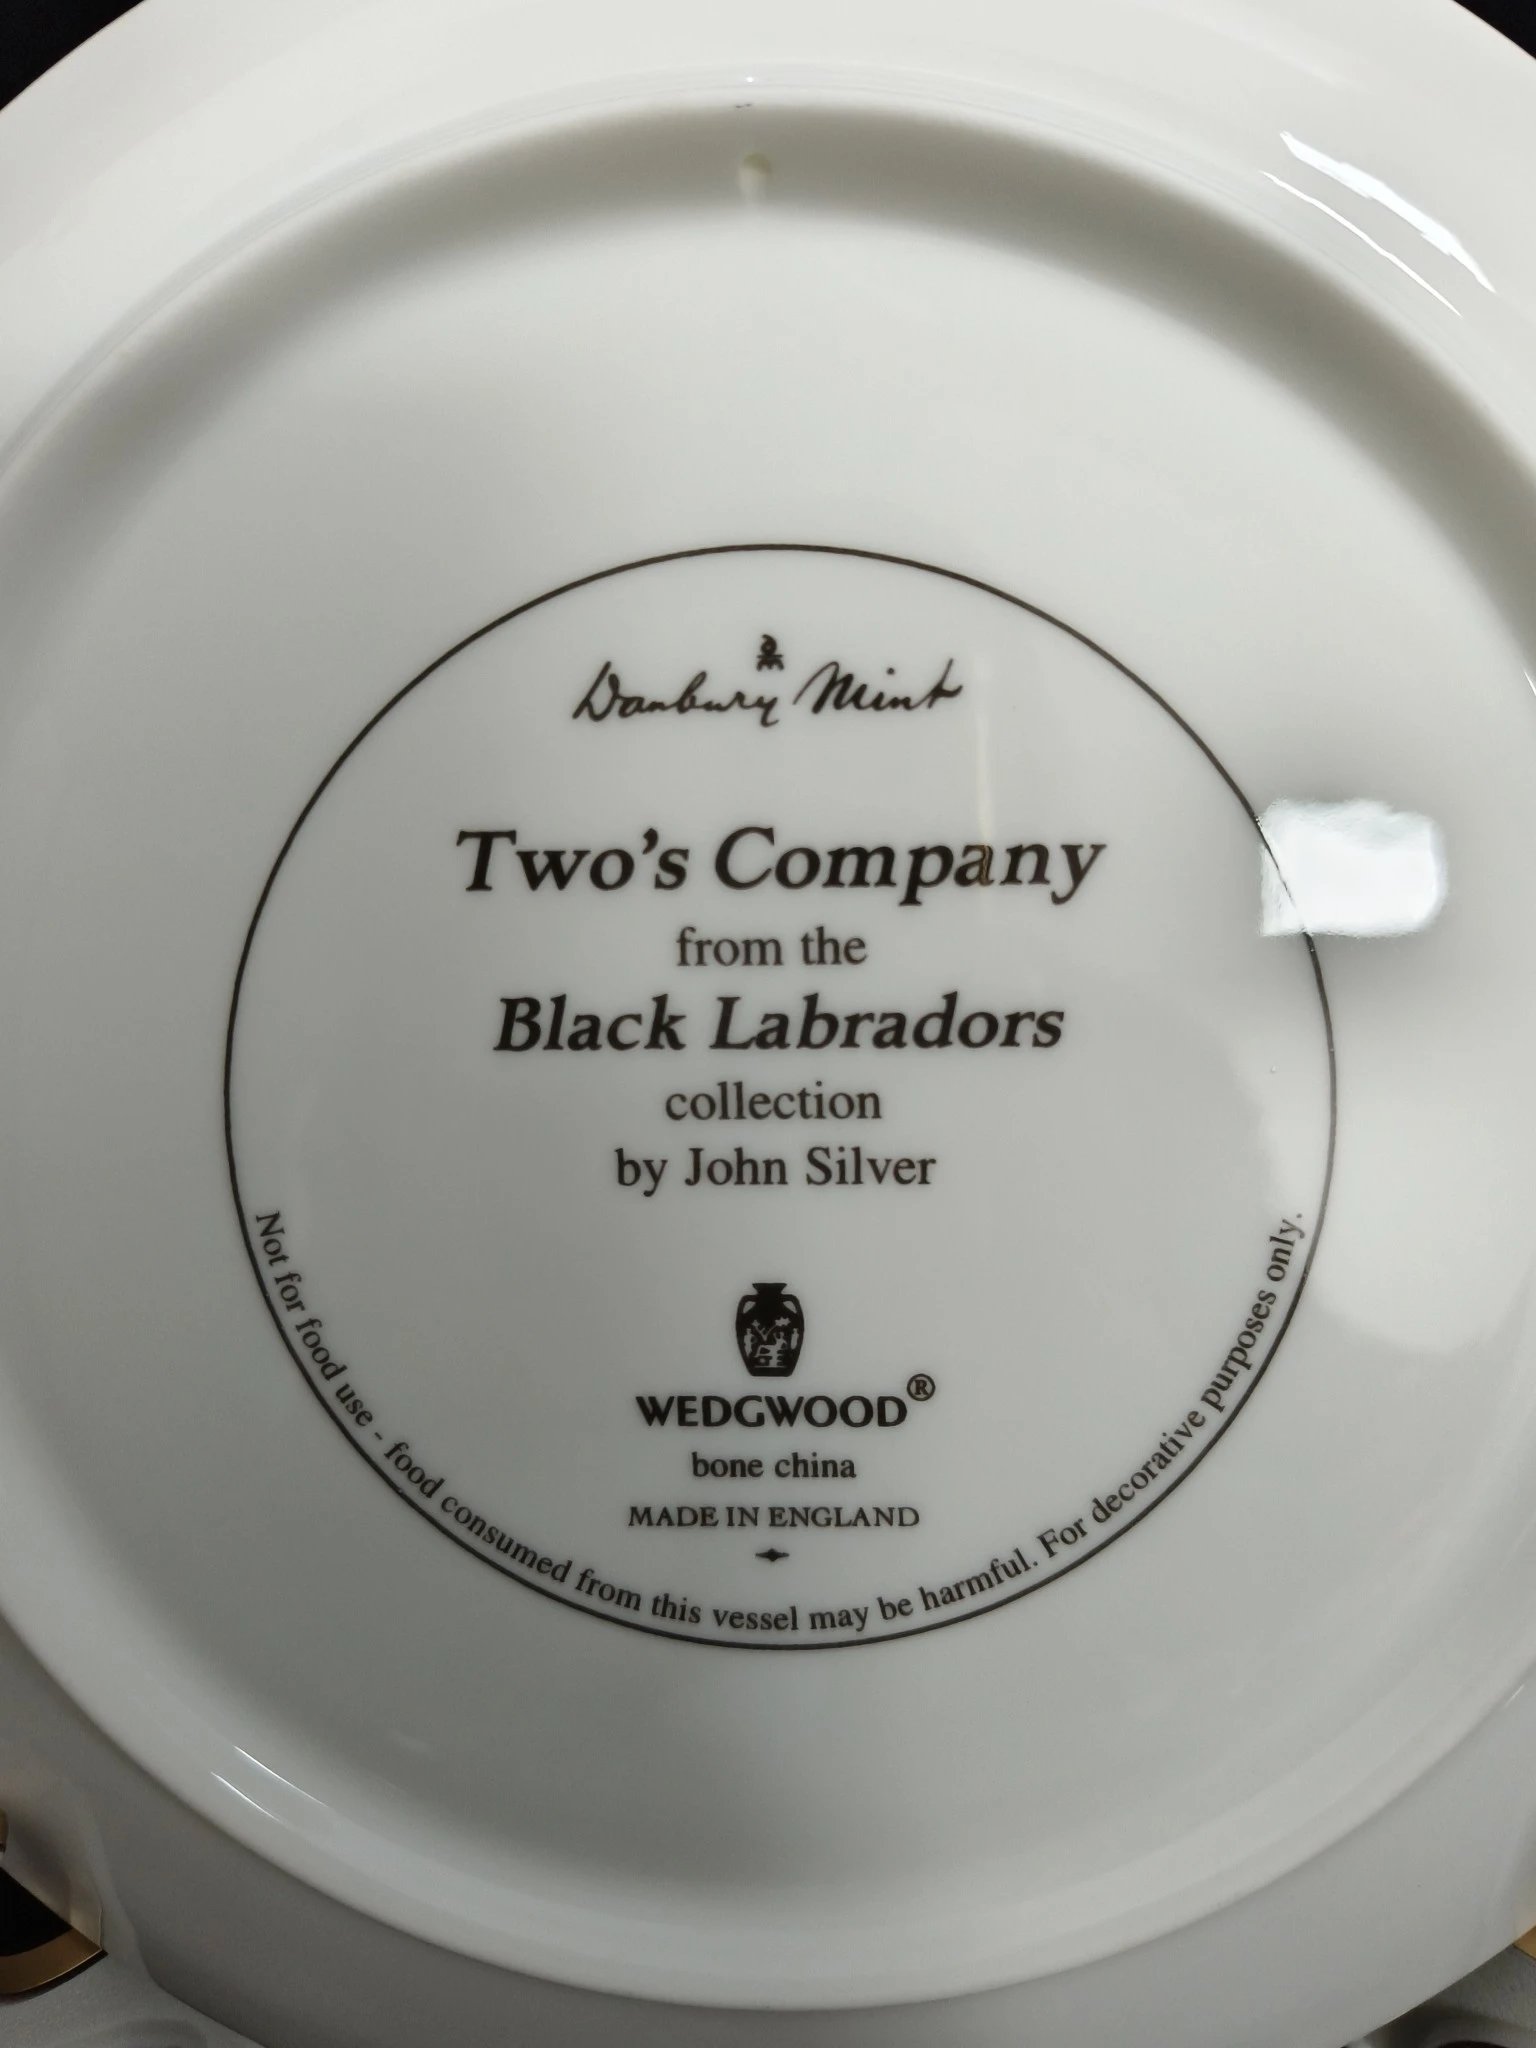 Danbury Mint
Two's Company
from the
Black Labradors
collection
by John Silver
WEDGWOOD®
bone china
MADE IN ENGLAND
Not for food use - food consumed from this vessel may be harmful. For decorative purposes only.